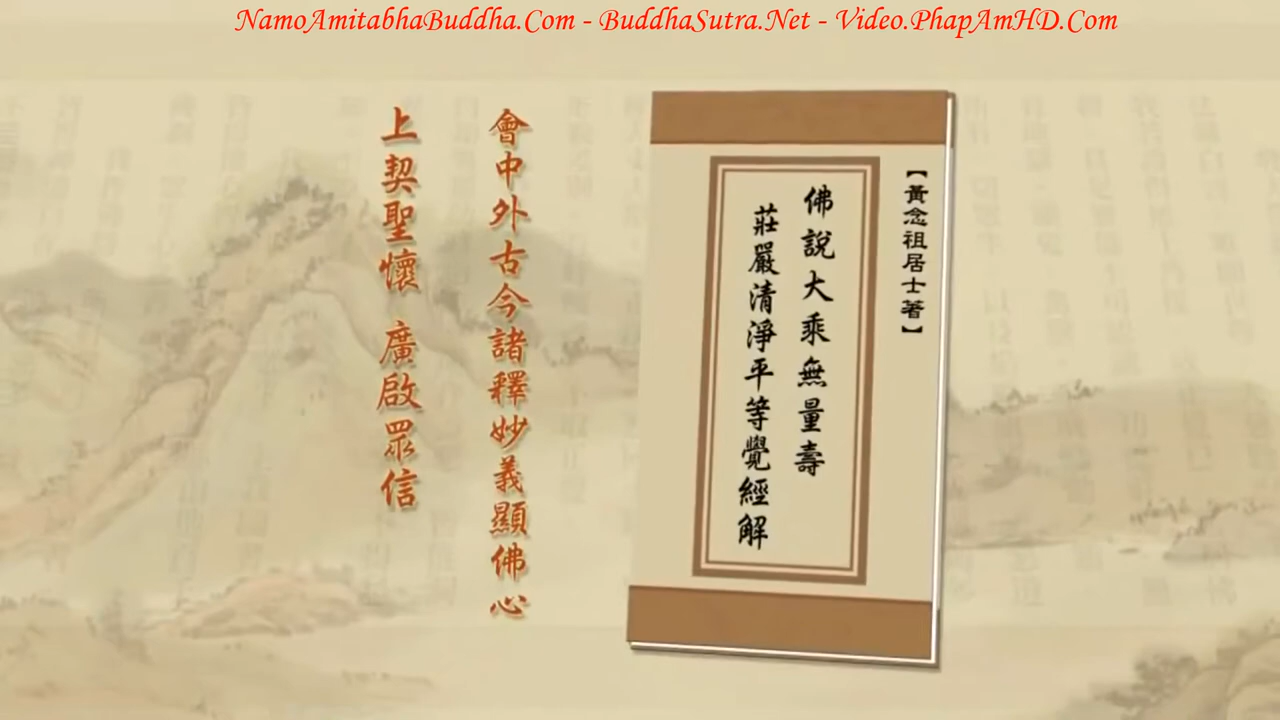 NamoAmitabhaBuddha.Com - BuddhaSutra.Net - Video.PhapAmHD.Com
【黃念祖居士著】
佛說大乘無量壽
莊嚴清淨平等覺經解
會中外古今諸釋妙義顯佛心
上契聖懷 廣啟眾信